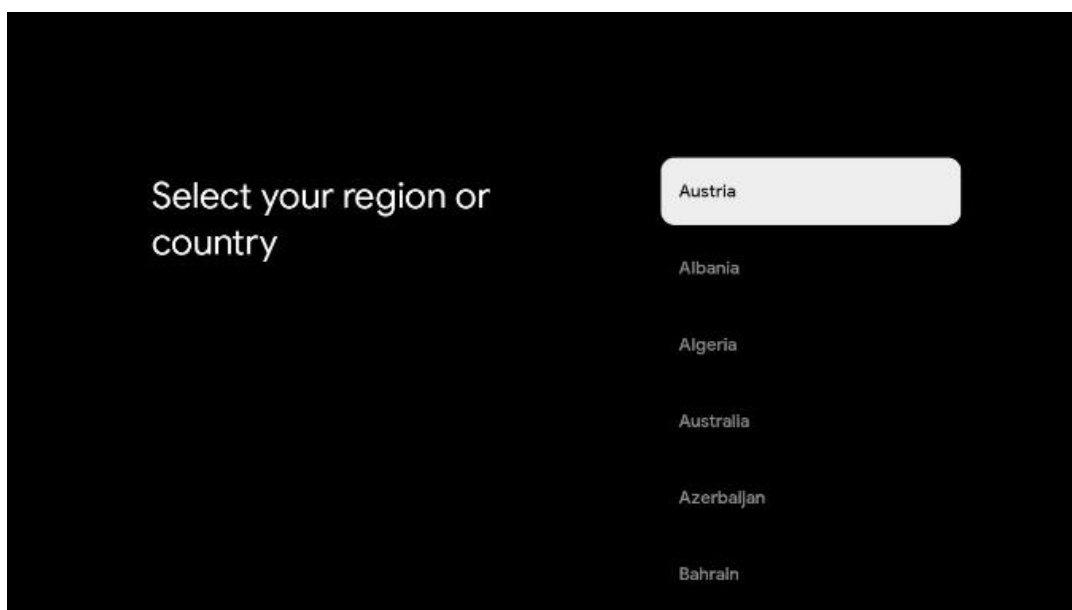 Select your region or
country
Austria
Albania
Algeria
Australia
Azerbaijan
Bahrain